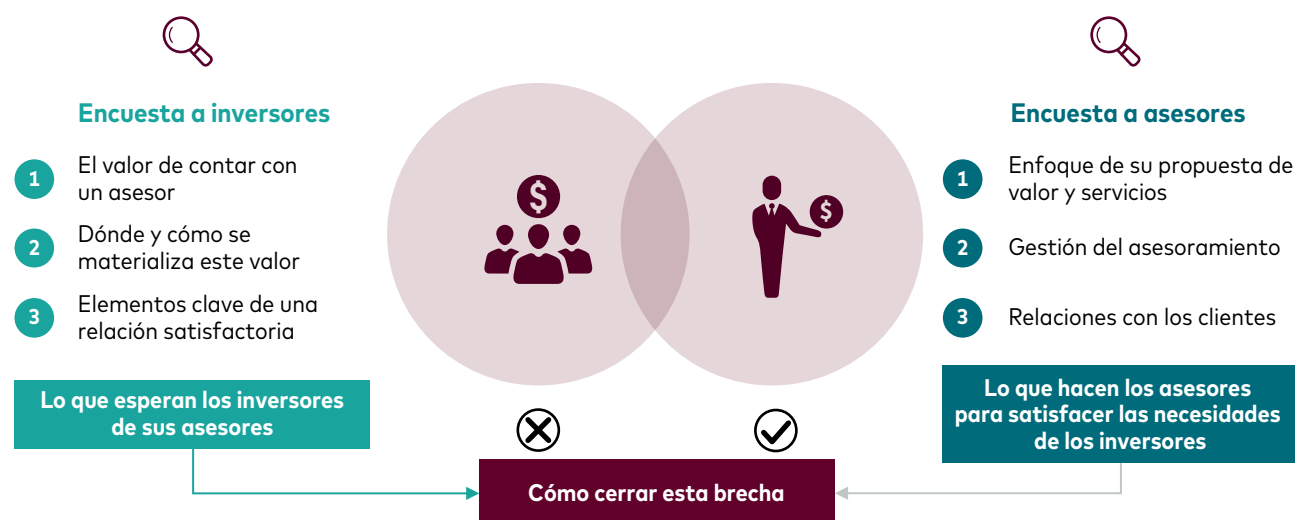 Encuesta a inversores
1
El valor de contar con
un asesor
2
Dónde y cómo se
materializa este valor
3
Elementos clave de una
relación satisfactoria
Lo que esperan los inversores
de sus asesores
$
$
Encuesta a asesores
1
Enfoque de su propuesta de
valor y servicios
2
Gestión del asesoramiento
3
Relaciones con los clientes
Lo que hacen los asesores
para satisfacer las necesidades
de los inversores
Cómo cerrar esta brecha